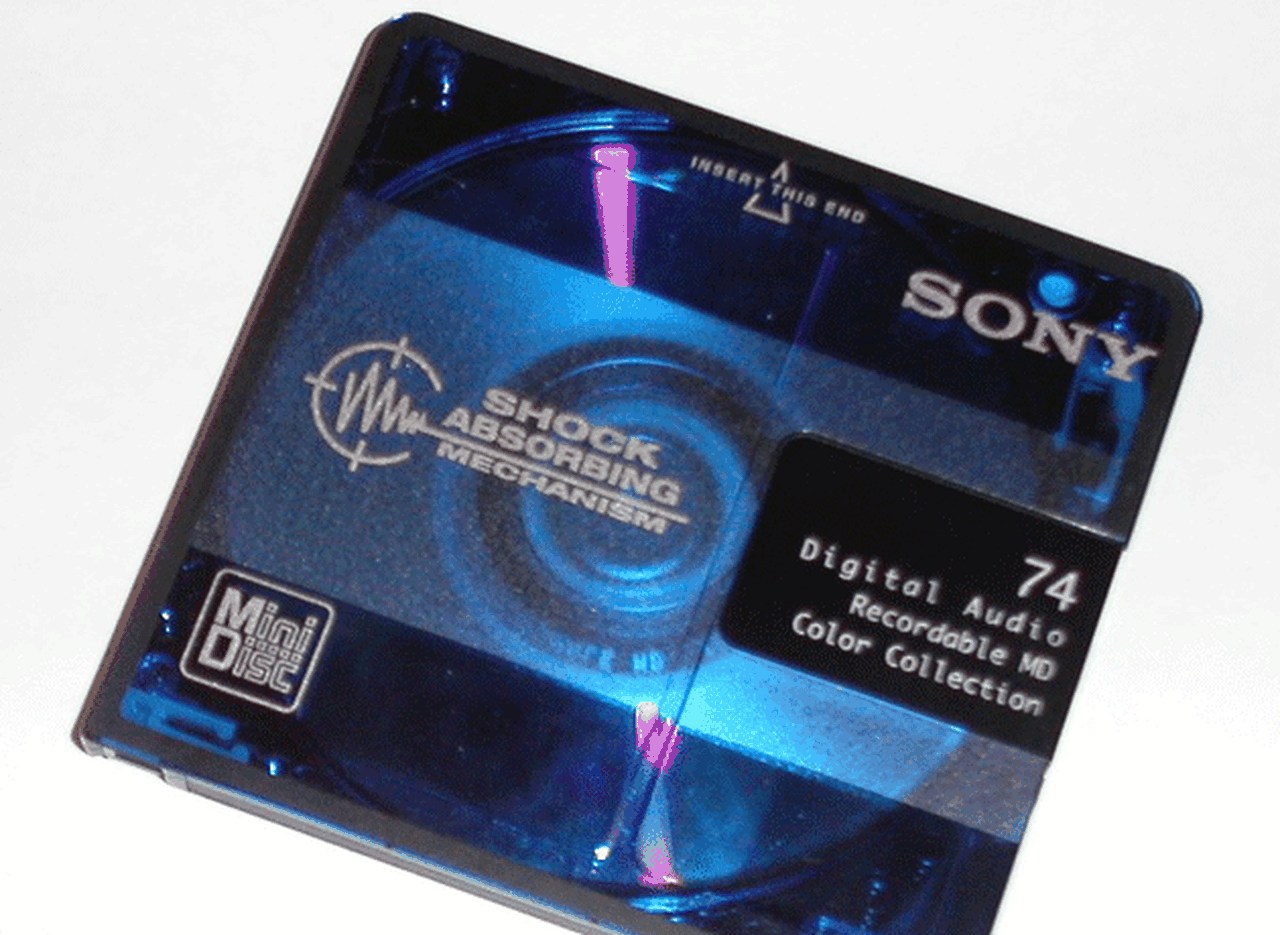 INSERT THIS END
SONY
SHOCK
ABSORBING
MECHANISM
74
Digital Audio
Recordable MD
Color Collection
Mini
Disc